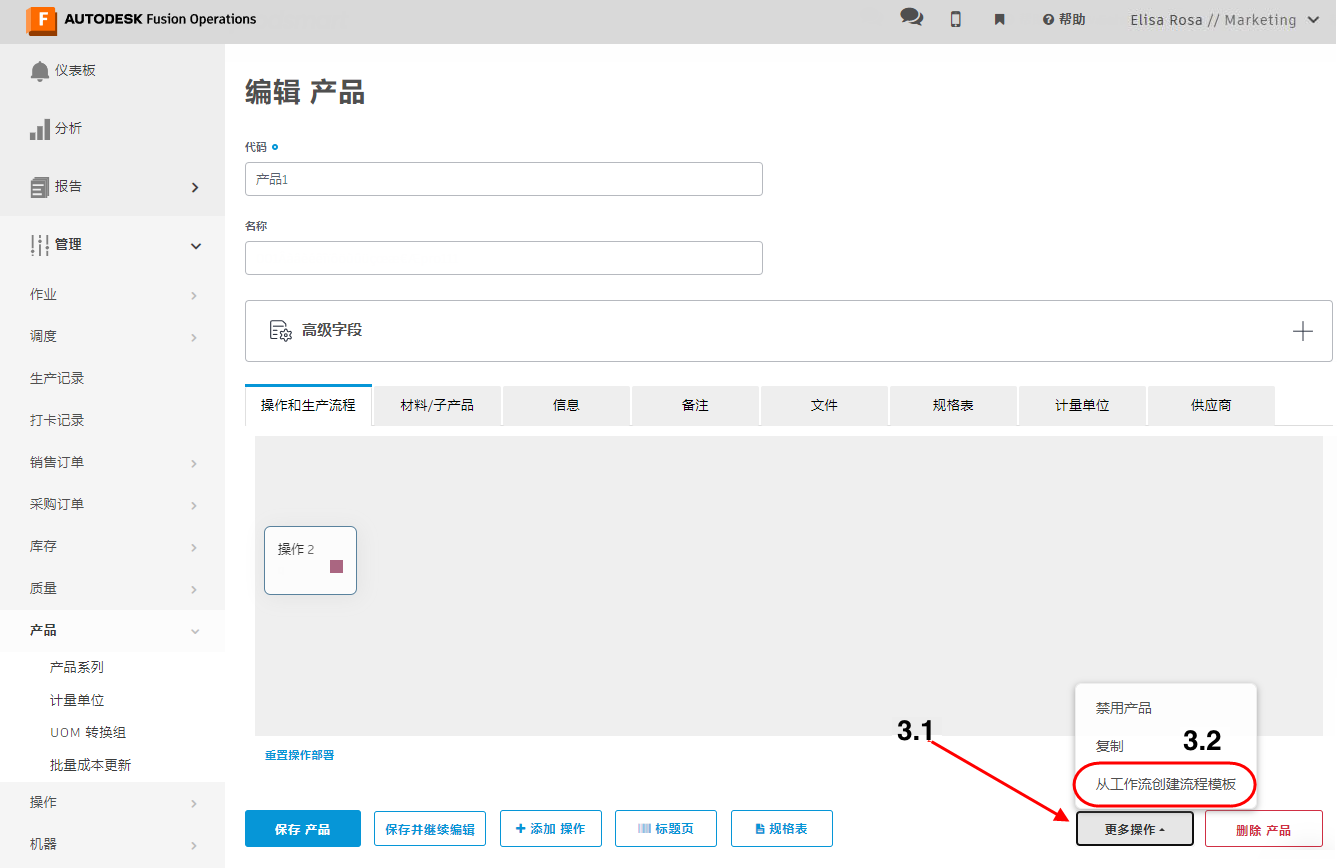 AUTODESK Fusion Operations
帮助
Elisa Rosa // Marketing
仪表板
分析
报告
管理
作业
调度
生产记录
打卡记录
销售订单
采购订单
库存
质量
产品
产品系列
计量单位
UOM 转换组
批量成本更新
操作
机器
编辑 产品
代码
产品1
名称
高级字段
操作和生产流程 材料/子产品 信息 备注 文件 规格表 计量单位 供应商
操作 2
重置操作部署
3.1
禁用产品
复制
3.2
从工作流创建流程模板
保存 产品 保存并继续编辑 添加 操作 标题页 规格表 更多操作 删除 产品